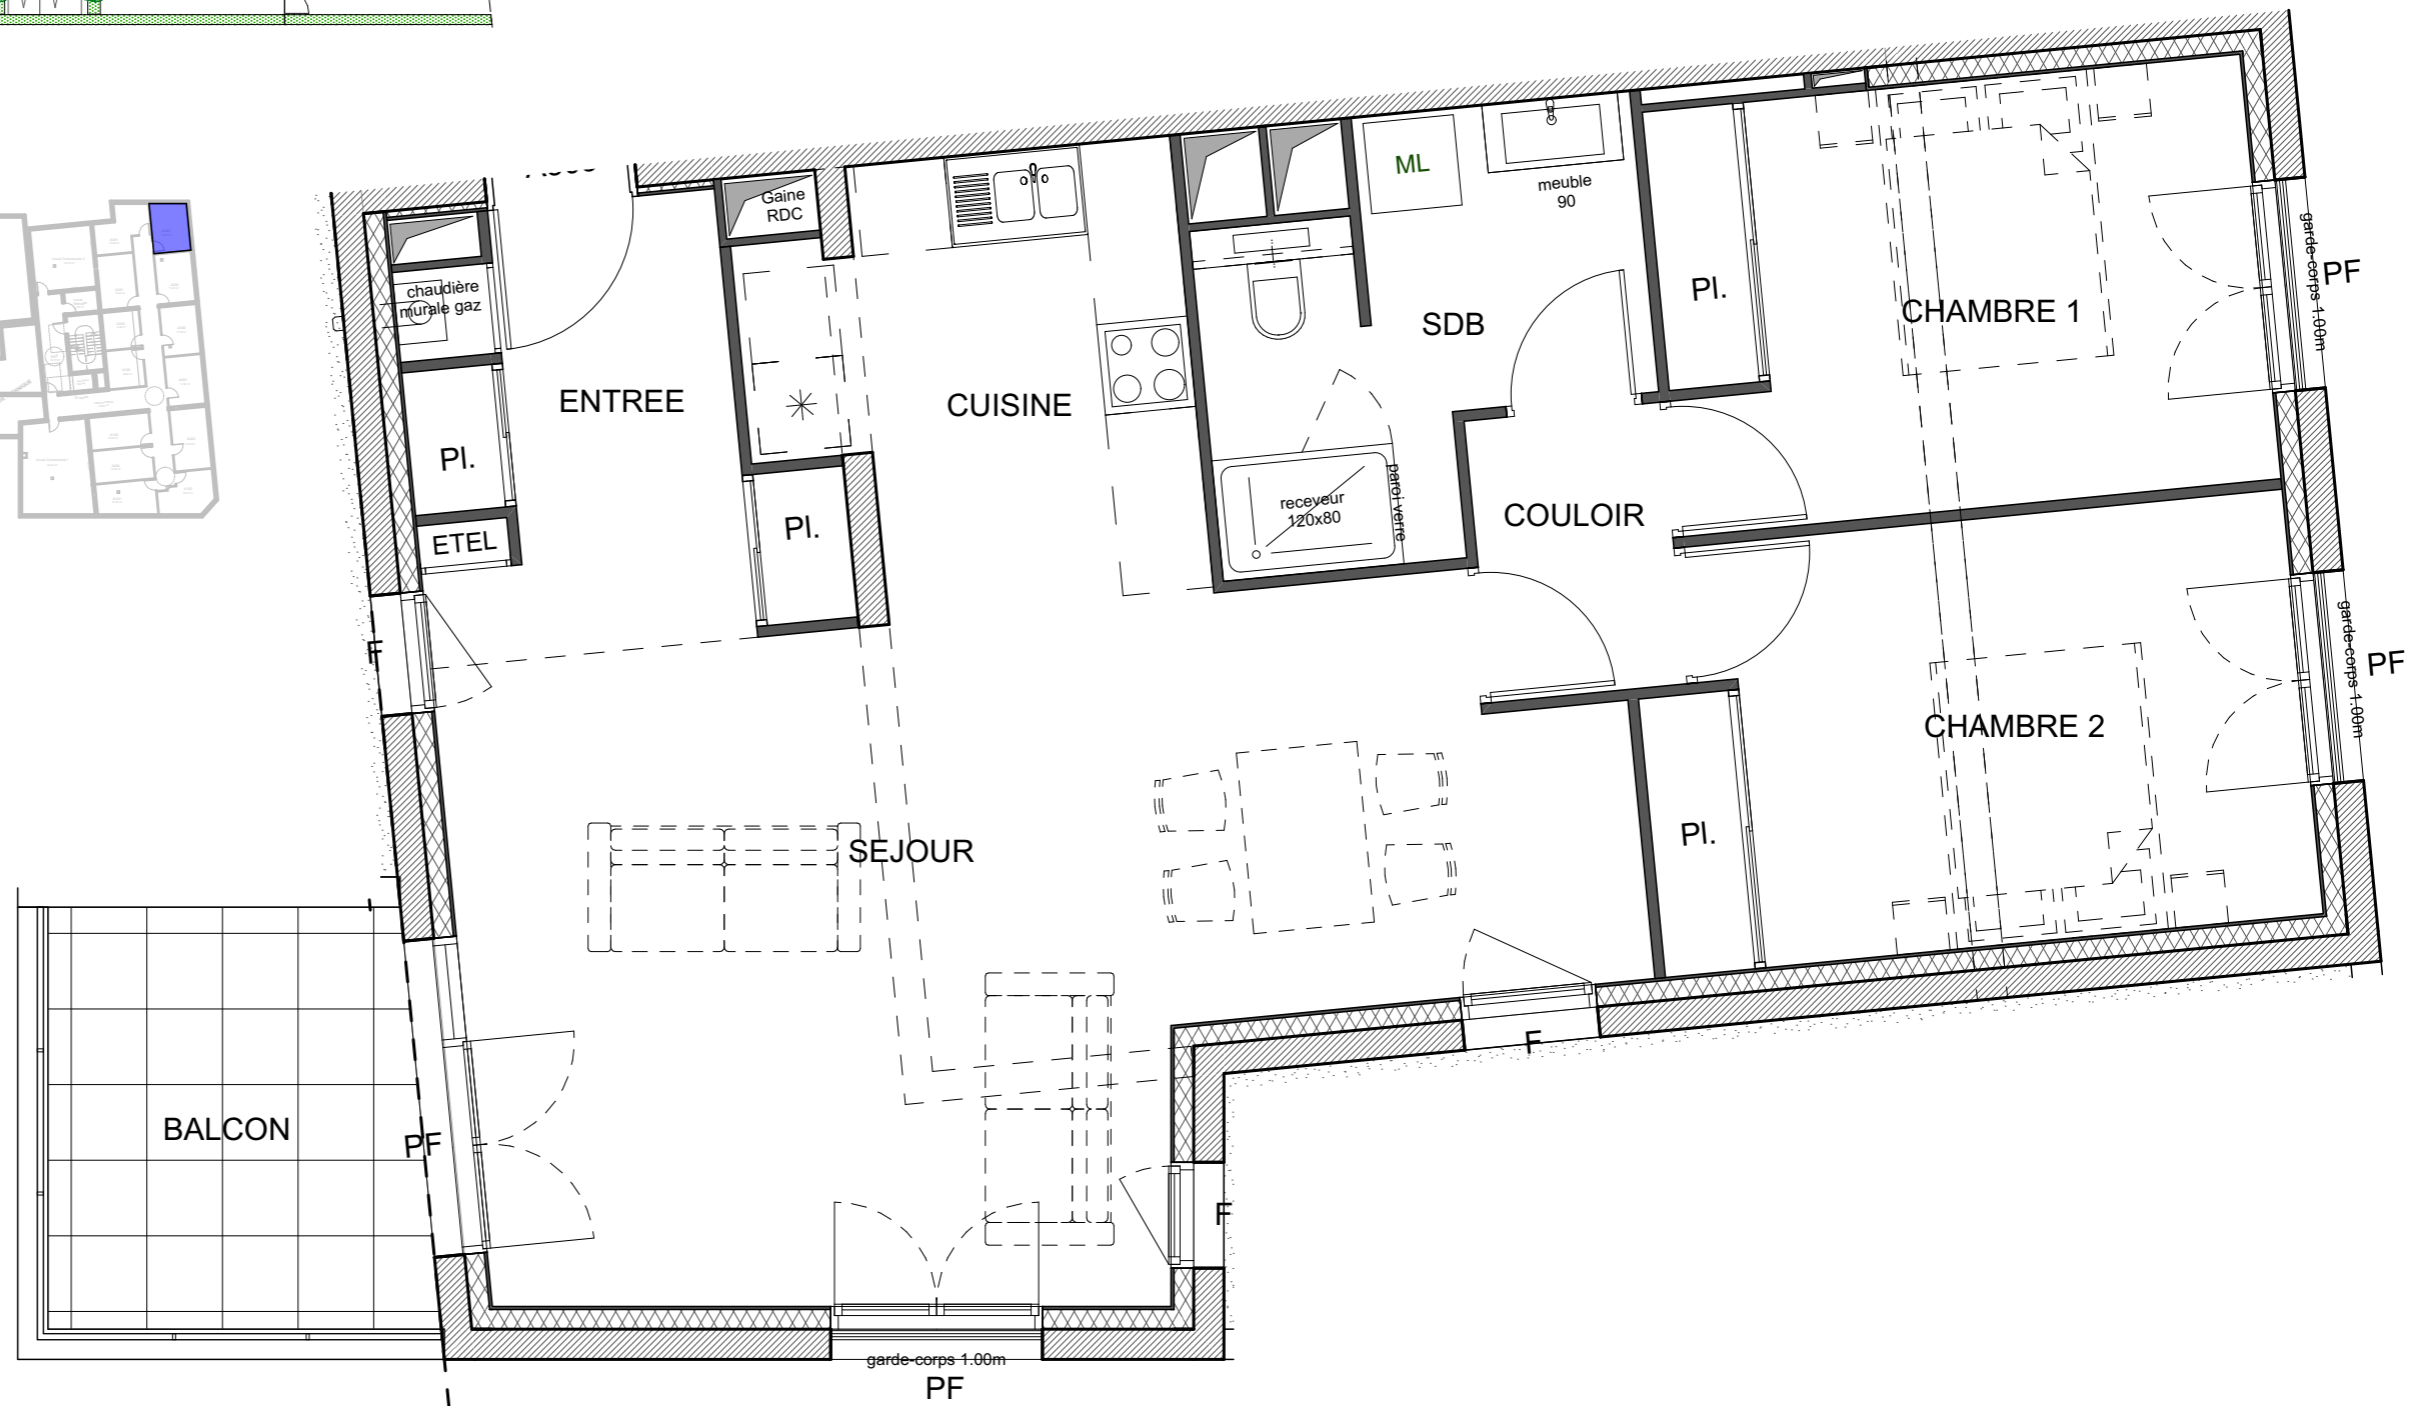 Gaine
RDC
ML
meuble
90
chaudière
murale gaz
Pl.
CHAMBRE 1
garde-corps 1.00m
PF
SDB
ENTREE
CUISINE
Pl.
Pl.
ETEL
receveur
120x80
paroi verre
COULOIR
F
garde-corps 1.00m
PF
CHAMBRE 2
SEJOUR
Pl.
F
BALCON
PF
F
garde-corps 1.00m
PF